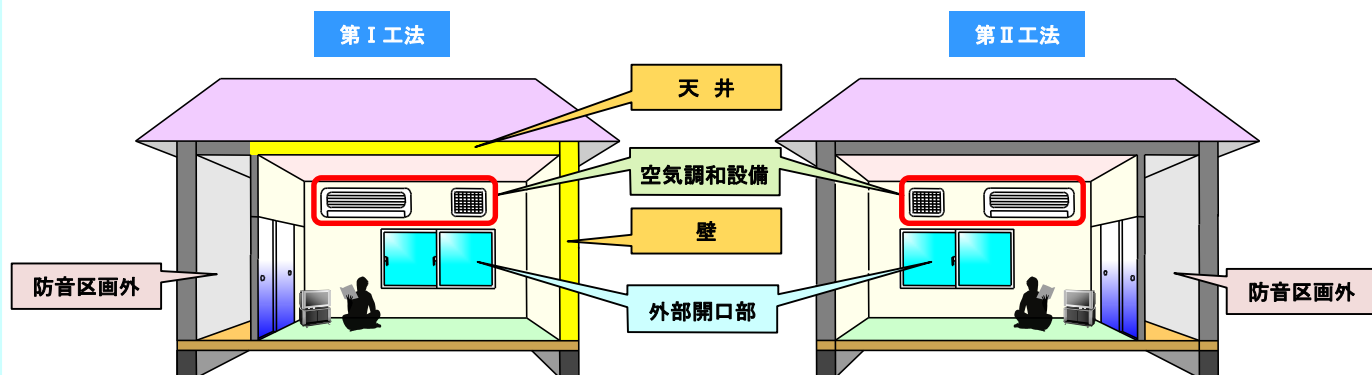 第Ⅰ工法
第Ⅱ工法
天 井
空気調和設備
壁
防音区画外
外部開口部
防音区画外